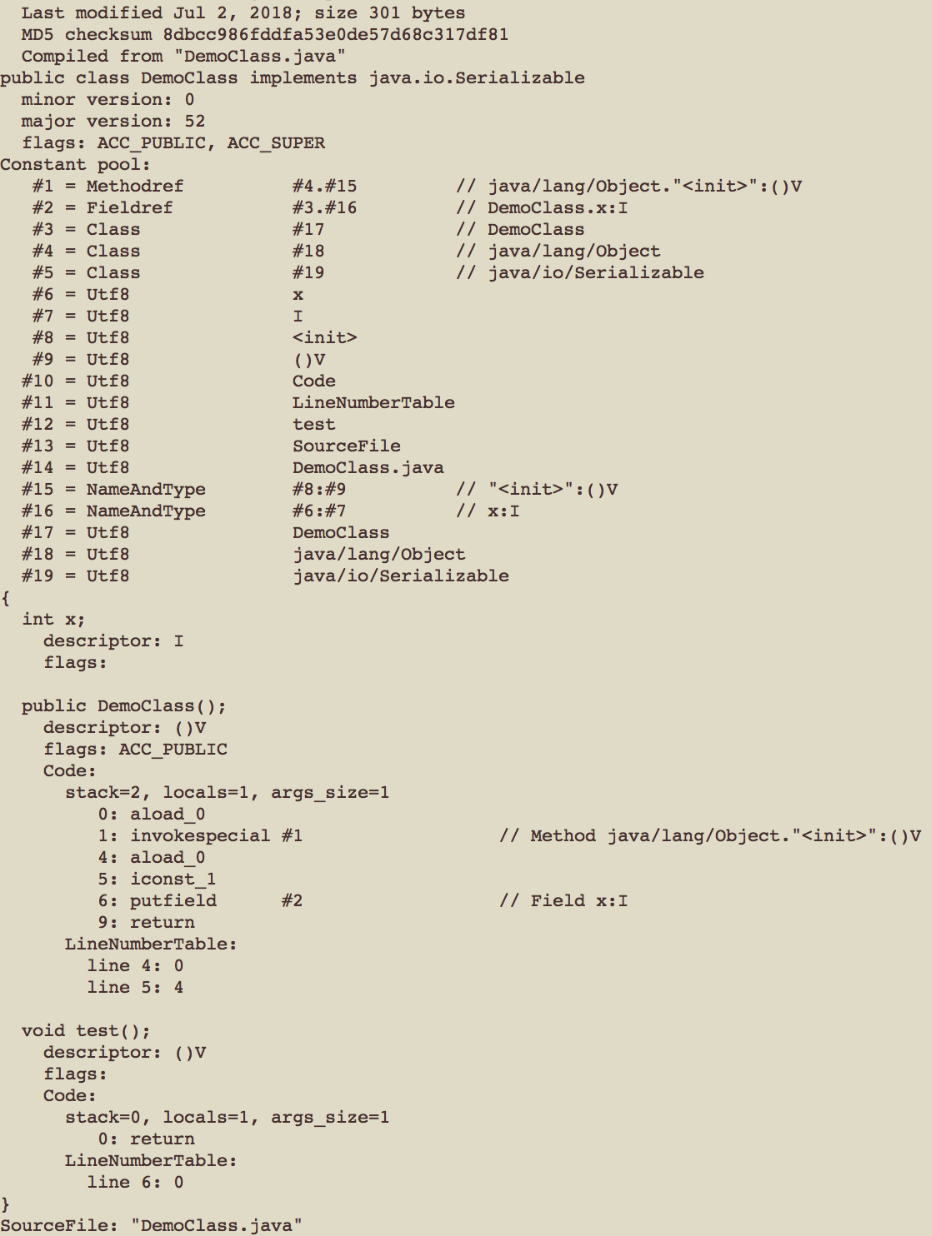 Last modified Jul 2, 2018; size 301 bytes
MD5 checksum 8dbcc986fddfa53e0de57d68c317df81
Compiled from "DemoClass.java"
public class DemoClass implements java.io.Serializable
minor version: 0
major version: 52
flags: ACC_PUBLIC, ACC_SUPER
Constant pool:
#1 = Methodref #4.#15 // java/lang/Object."<init>":()V
#2 = Fieldref #3.#16 // DemoClass.x:I
#3 = Class #17 // DemoClass
#4 = Class #18 // java/lang/Object
#5 = Class #19 // java/io/Serializable
#6 = Utf8 x
#7 = Utf8 I
#8 = Utf8 <init>
#9 = Utf8 ()V
#10 = Utf8 Code
#11 = Utf8 LineNumberTable
#12 = Utf8 test
#13 = Utf8 SourceFile
#14 = Utf8 DemoClass.java
#15 = NameAndType #8:#9 // "<init>":()V
#16 = NameAndType #6:#7 // x:I
#17 = Utf8 DemoClass
#18 = Utf8 java/lang/Object
#19 = Utf8 java/io/Serializable
{
int x;
descriptor: I
flags:
public DemoClass();
descriptor: ()V
flags: ACC_PUBLIC
Code:
stack=2, locals=1, args_size=1
0: aload_0
1: invokespecial #1 // Method java/lang/Object."<init>":()V
4: aload_0
5: iconst_1
6: putfield #2 // Field x:I
9: return
LineNumberTable:
line 4: 0
line 5: 4
void test();
descriptor: ()V
flags:
Code:
stack=0, locals=1, args_size=1
0: return
LineNumberTable:
line 6: 0
}
SourceFile: "DemoClass.java"